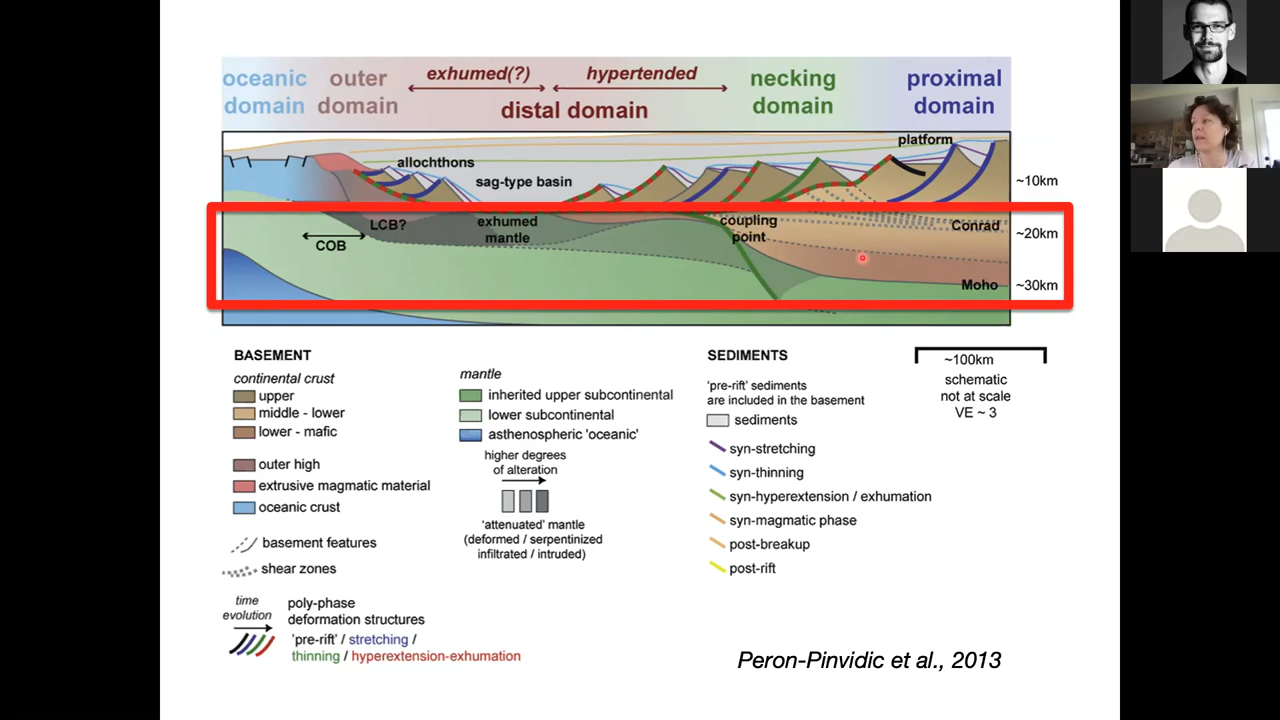 oceanic domain
outer domain
exhumed(?)
hypertended
distal domain
necking domain
proximal domain
platform
allochthons
sag-type basin
~10km
LCB?
exhumed mantle
coupling point
Conrad
~20km
COB
Moho
~30km
BASEMENT
continental crust
upper
middle - lower
lower - mafic
outer high
extrusive magmatic material
oceanic crust
basement features
shear zones
time evolution
poly-phase
deformation structures
'pre-rift' / stretching /
thinning / hyperextension-exhumation
mantle
inherited upper subcontinental
lower subcontinental
asthenospheric 'oceanic'
higher degrees
of alteration
'attenuated' mantle
(deformed / serpentinized
infiltrated / intruded)
SEDIMENTS
'pre-rift' sediments
are included in the basement
sediments
syn-stretching
syn-thinning
syn-hyperextension / exhumation
syn-magmatic phase
post-breakup
post-rift
~100km
schematic
not at scale
VE ~ 3
Peron-Pinvidic et al., 2013